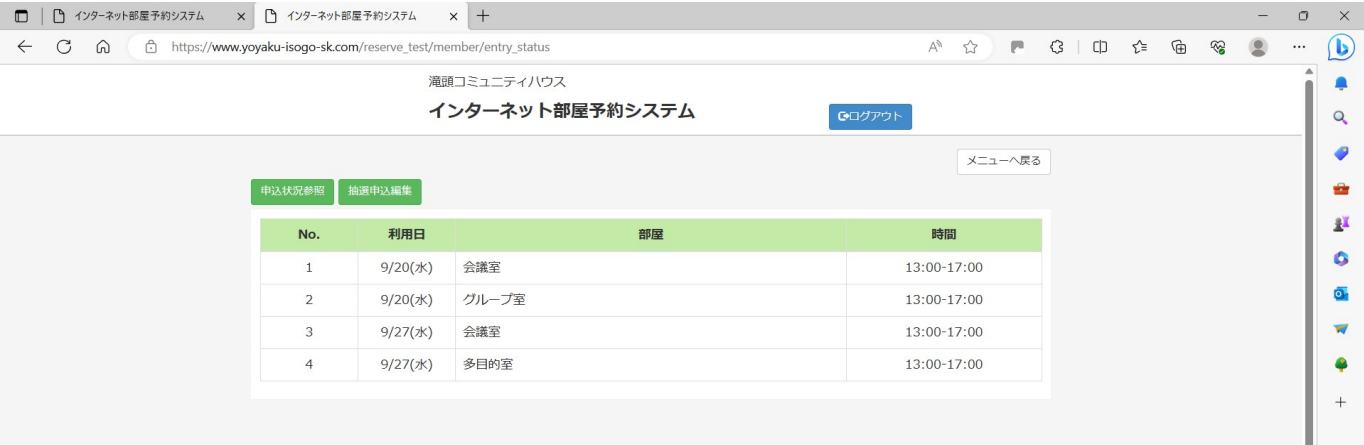 インターネット部屋予約システム
インターネット部屋予約システム
https://www.yoyaku-isogo-sk.com/reserve_test/member/entry_status
滝頭コミュニティハウス
インターネット部屋予約システム
ログアウト
メニューへ戻る
申込状況参照 抽選申込編集
No. 利用日 部屋 時間
1 9/20(水) 会議室 13:00-17:00
2 9/20(水) グループ室 13:00-17:00
3 9/27(水) 会議室 13:00-17:00
4 9/27(水) 多目的室 13:00-17:00